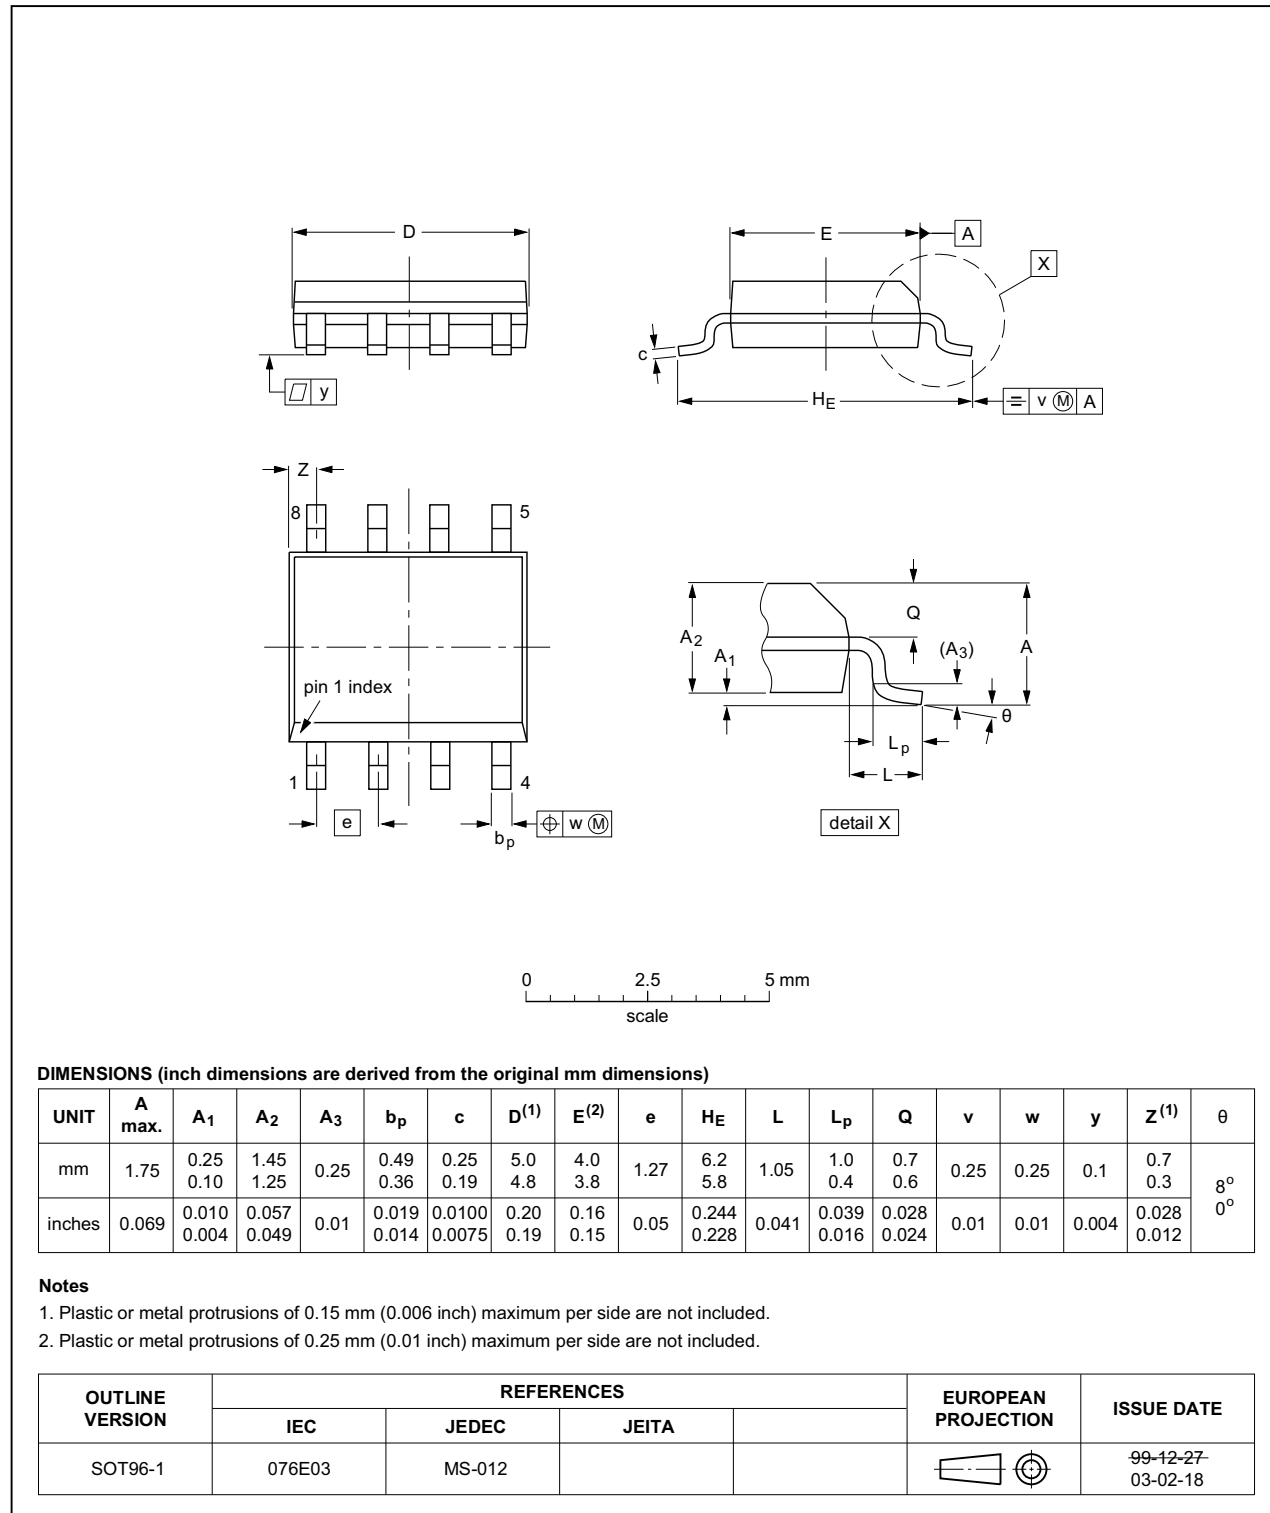 D
E
A
X
c
y
HE
v Ⓜ A
Z
8
5
pin 1 index
1
4
e
bp
w Ⓜ
A2
A1
Q
(A3)
A
θ
Lp
L
detail X
0 2.5 5 mm
scale
DIMENSIONS (inch dimensions are derived from the original mm dimensions)
UNIT A max. A1 A2 A3 bp c D(1) E(2) e HE L Lp Q v w y Z(1) θ
mm 1.75 0.25 0.10 1.45 1.25 0.25 0.49 0.36 0.25 0.19 5.0 4.8 4.0 3.8 1.27 6.2 5.8 1.05 1.0 0.4 0.7 0.6 0.25 0.25 0.1 0.7 0.3 8° 0°
inches 0.069 0.010 0.004 0.057 0.049 0.01 0.019 0.014 0.0100 0.0075 0.20 0.19 0.16 0.15 0.05 0.244 0.228 0.041 0.039 0.016 0.028 0.024 0.01 0.01 0.004 0.028 0.012
Notes
1. Plastic or metal protrusions of 0.15 mm (0.006 inch) maximum per side are not included.
2. Plastic or metal protrusions of 0.25 mm (0.01 inch) maximum per side are not included.
OUTLINE VERSION REFERENCES EUROPEAN PROJECTION ISSUE DATE
IEC JEDEC JEITA
SOT96-1 076E03 MS-012 99-12-27
03-02-18